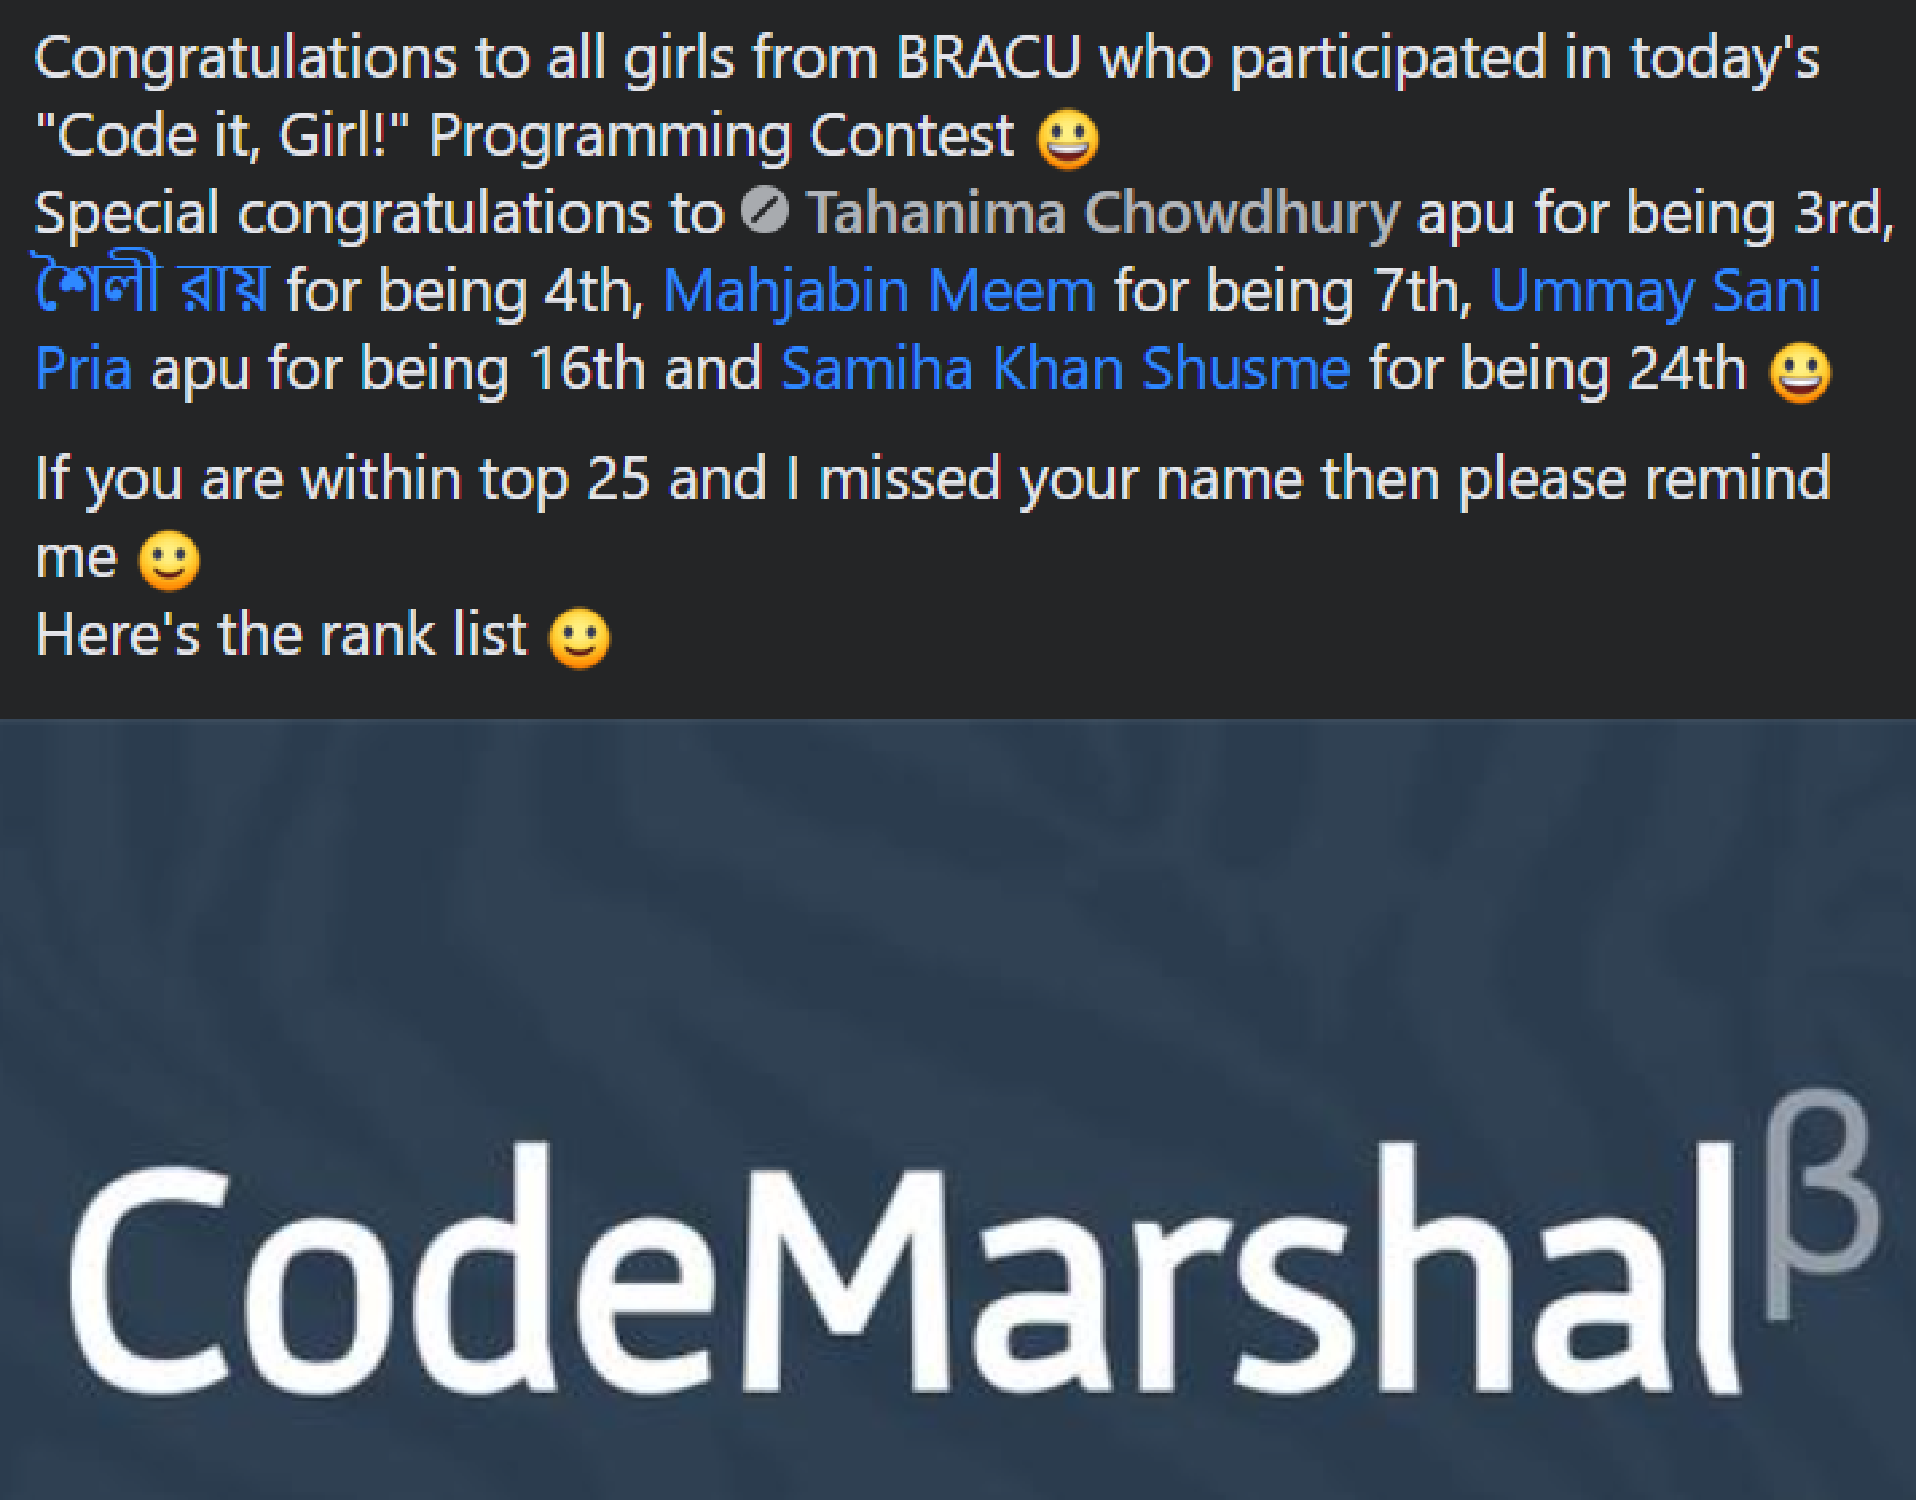 Congratulations to all girls from BRACU who participated in today's
"Code it, Girl!" Programming Contest 😀
Special congratulations to Tahanima Chowdhury apu for being 3rd,
শৈলী রায় for being 4th, Mahjabin Meem for being 7th, Ummay Sani
Pria apu for being 16th and Samiha Khan Shusme for being 24th 😀
If you are within top 25 and I missed your name then please remind
me 🙂
Here's the rank list 🙂
CodeMarshalβ